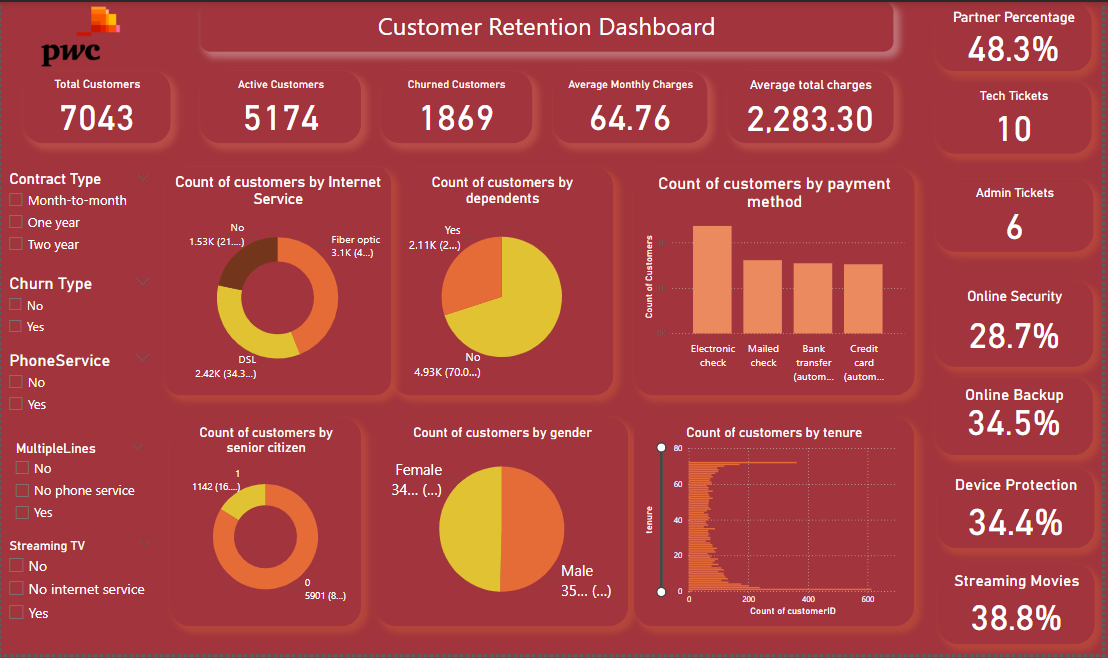 pwc
Customer Retention Dashboard
Partner Percentage
48.3%
Total Customers
7043
Active Customers
5174
Churned Customers
1869
Average Monthly Charges
64.76
Average total charges
2,283.30
Tech Tickets
10
Admin Tickets
6
Online Security
28.7%
Online Backup
34.5%
Device Protection
34.4%
Streaming Movies
38.8%
Contract Type
Month-to-month
One year
Two year
Churn Type
No
Yes
PhoneService
No
Yes
MultipleLines
No
No phone service
Yes
Streaming TV
No
No internet service
Yes
Count of customers by Internet
Service
No
1.53K (21....)
Fiber optic
3.1K (4...)
DSL
2.42K (34.3...)
Count of customers by
dependents
Yes
2.11K (2...)
No
4.93K (70.0...)
Count of customers by payment
method
Count of Customers
Electronic
check
Mailed
check
Bank
transfer
(autom...
Credit
card
(autom...
Count of customers by
senior citizen
1
1142 (16....)
0
5901 (8...)
Count of customers by gender
Female
34... (...)
Male
35... (...)
Count of customers by tenure
tenure
80
60
40
20
0
0
200
400
600
Count of customerID